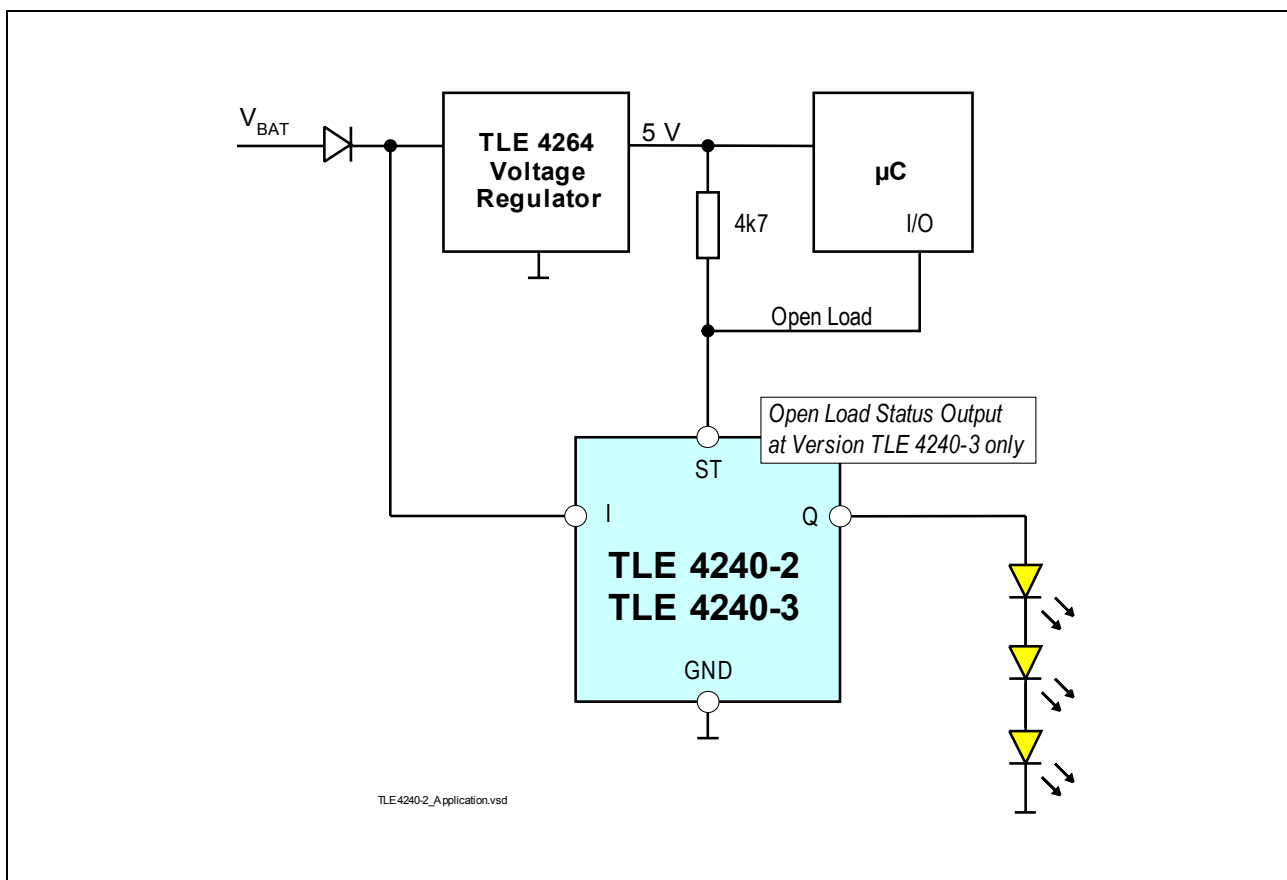 V_BAT
TLE 4264
Voltage
Regulator
5 V
µC
I/O
4k7
Open Load
Open Load Status Output
at Version TLE 4240-3 only
ST
I
Q
TLE 4240-2
TLE 4240-3
GND
TLE4240-2_Application.vsd